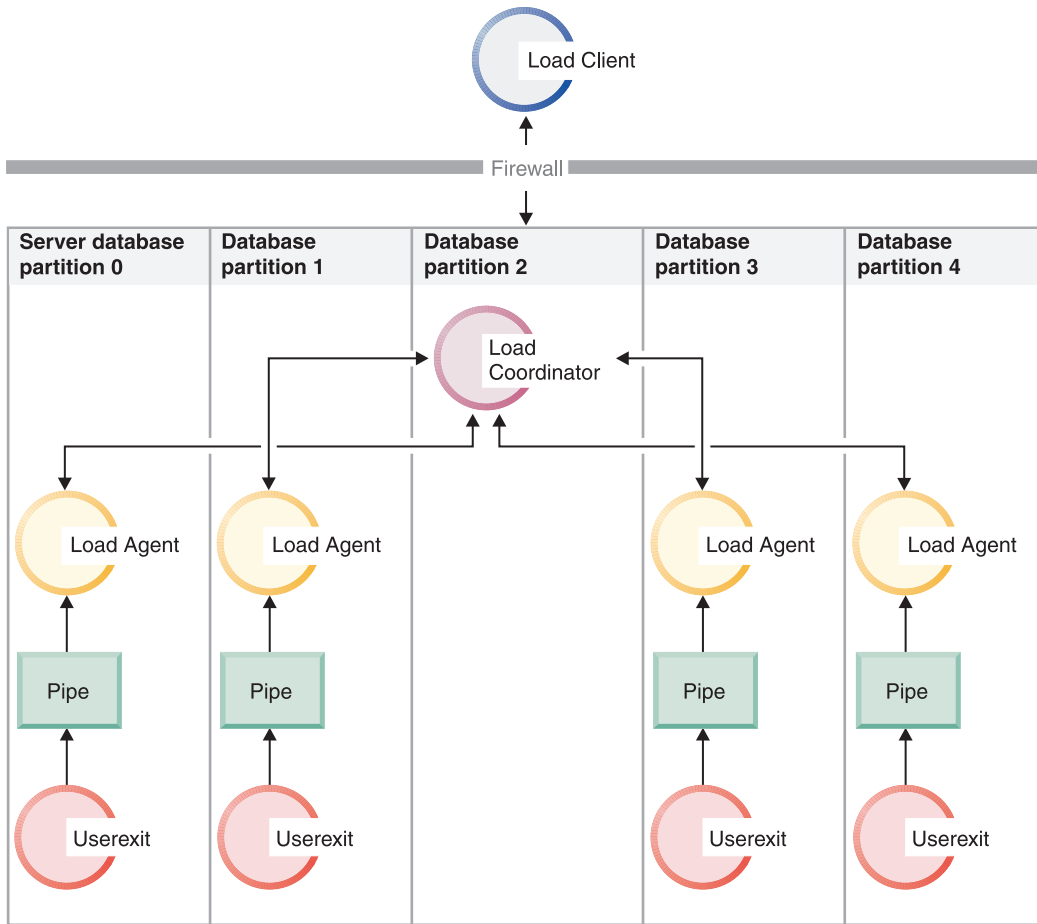 Load Client
Firewall
Server database
partition 0
Database
partition 1
Database
partition 2
Database
partition 3
Database
partition 4
Load
Coordinator
Load Agent
Load Agent
Load Agent
Load Agent
Pipe
Pipe
Pipe
Pipe
Userexit
Userexit
Userexit
Userexit